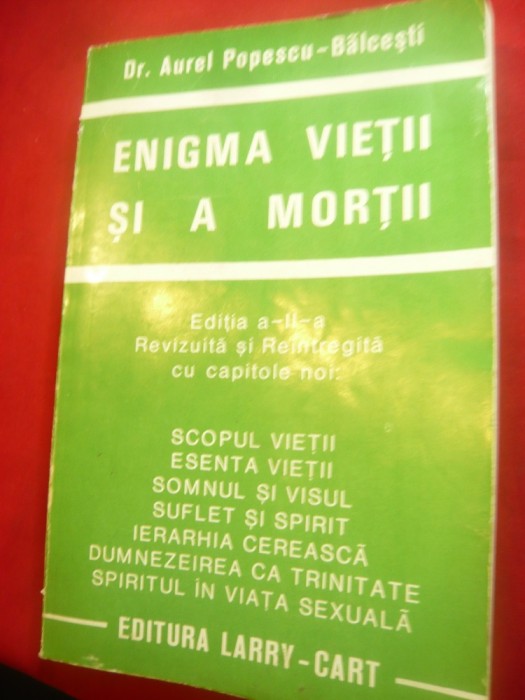 Dr. Aurel Popescu-Bălcești
ENIGMA VIEȚII
ȘI A MORȚII
Ediția a-II-a
Revizuită și Reîntregită
cu capitole noi:
SCOPUL VIEȚII
ESENTA VIEȚII
SOMNUL ȘI VISUL
SUFLET ȘI SPIRIT
IERARHIA CEREASCĂ
DUMNEZEIREA CA TRINITATE
SPIRITUL ÎN VIAȚA SEXUALĂ
EDITURA LARRY-CART